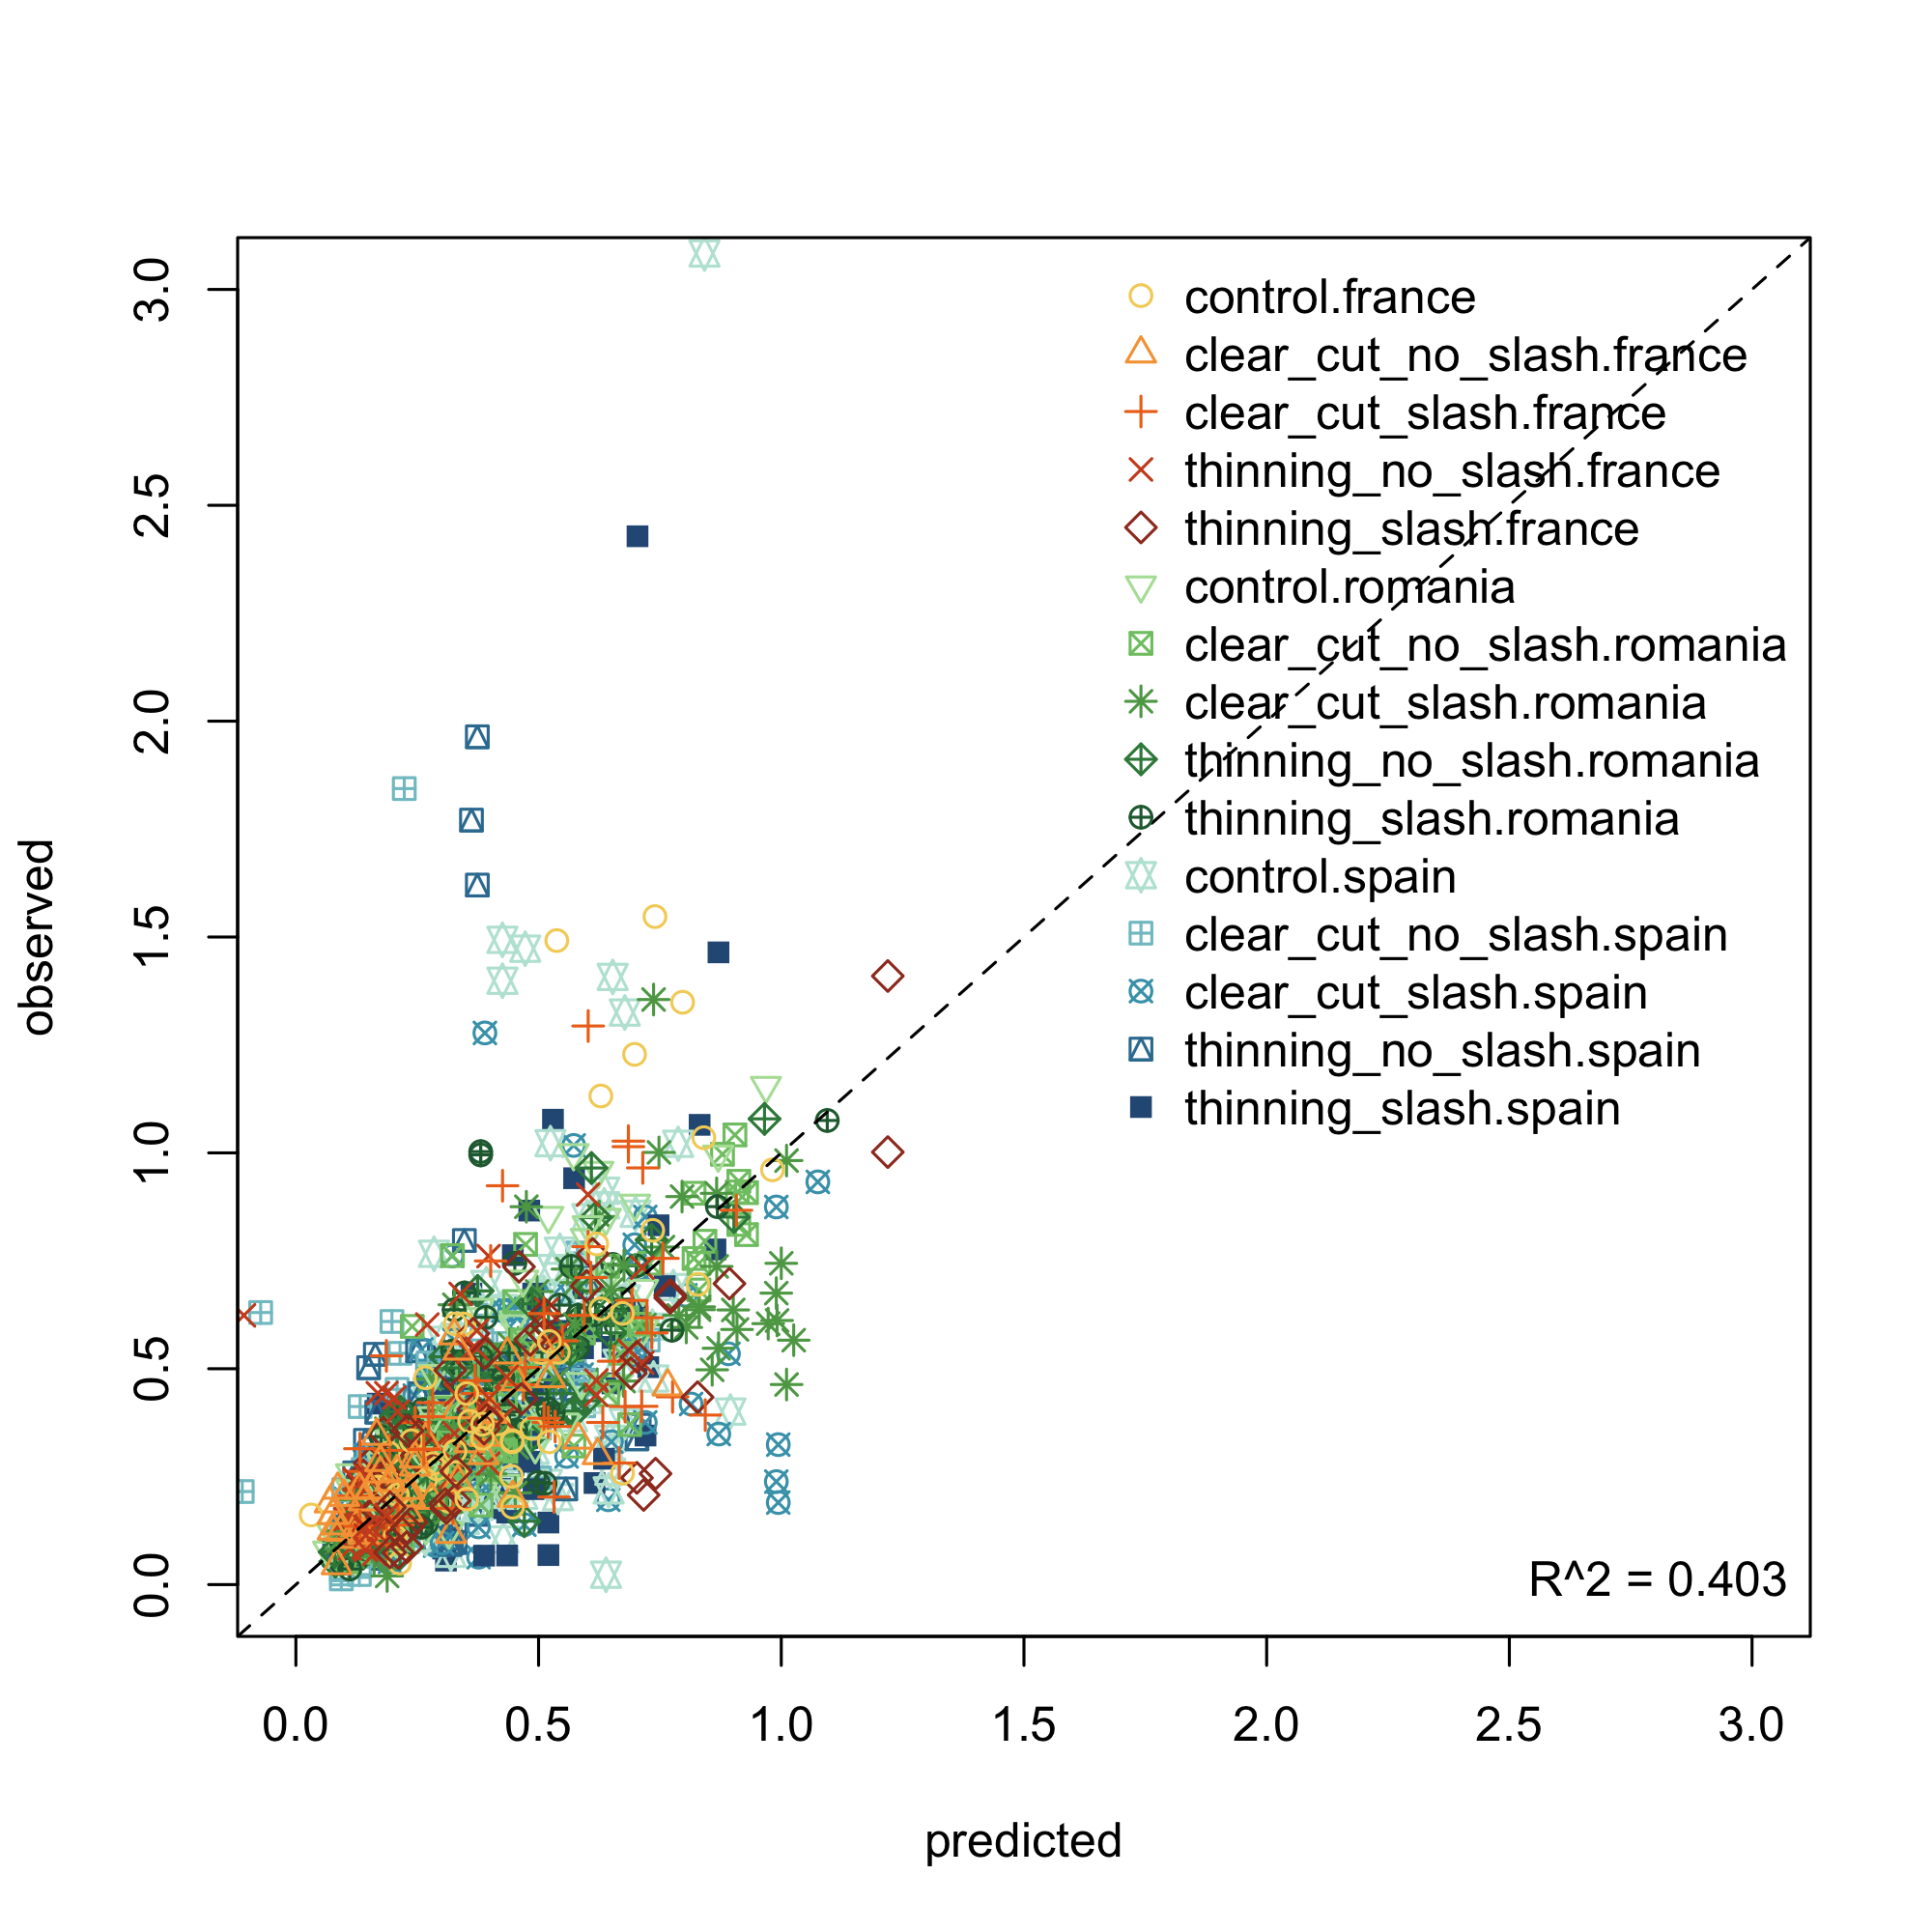 control.france
clear_cut_no_slash.france
clear_cut_slash.france
thinning_no_slash.france
thinning_slash.france
control.romania
clear_cut_no_slash.romania
clear_cut_slash.romania
thinning_no_slash.romania
thinning_slash.romania
control.spain
clear_cut_no_slash.spain
clear_cut_slash.spain
thinning_no_slash.spain
thinning_slash.spain
R^2 = 0.403
observed
3.0
2.5
2.0
1.5
1.0
0.5
0.0
0.0 0.5 1.0 1.5 2.0 2.5 3.0
predicted